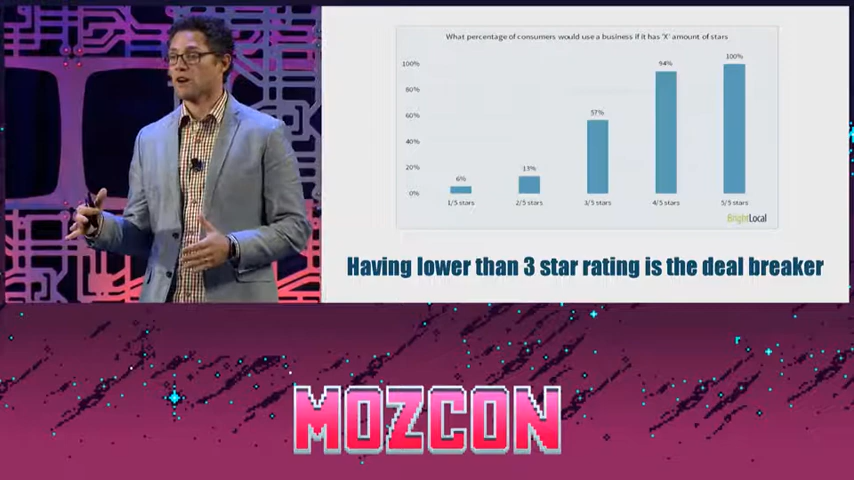 What percentage of consumers would use a business if it has 'X' amount of stars
100%
80%
60%
40%
20%
0%
6%
13%
57%
94%
100%
1/5 stars
2/5 stars
3/5 stars
4/5 stars
5/5 stars
BrightLocal
Having lower than 3 star rating is the deal breaker
MOZCON